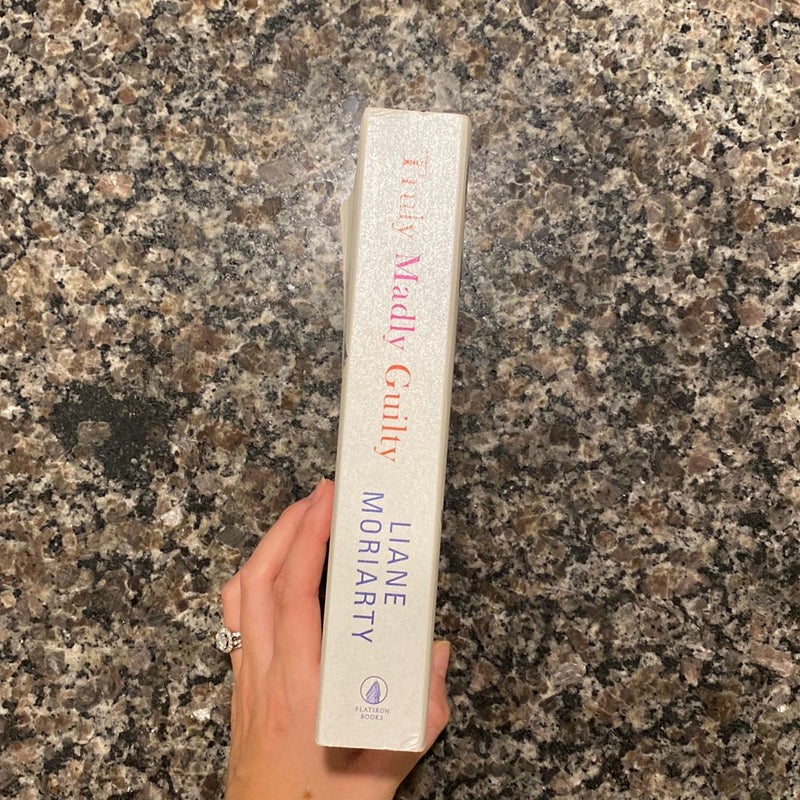 Truly Madly Guilty
LIANE
MORIARTY
FLATIRON
BOOKS